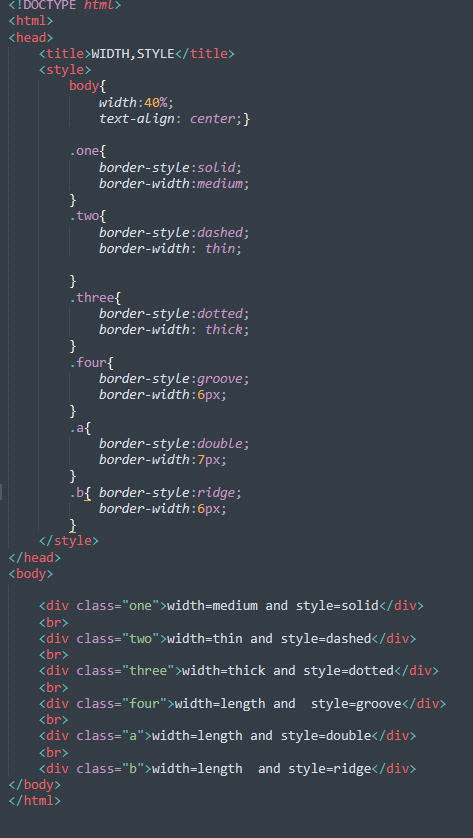 <!DOCTYPE html>
<html>
<head>
    <title>WIDTH,STYLE</title>
    <style>
        body{
            width:40%;
            text-align: center;}

        .one{
            border-style:solid;
            border-width:medium;
        }
        .two{
            border-style:dashed;
            border-width: thin;

        }
        .three{
            border-style:dotted;
            border-width: thick;
        }
        .four{
            border-style:groove;
            border-width:6px;
        }
        .a{
            border-style:double;
            border-width:7px;
        }
        .b{ border-style:ridge;
            border-width:6px;
        }
    </style>
</head>
<body>

    <div class="one">width=medium and style=solid</div>
    <br>
    <div class="two">width=thin and style=dashed</div>
    <br>
    <div class="three">width=thick and style=dotted</div>
    <br>
    <div class="four">width=length and  style=groove</div>
    <br>
    <div class="a">width=length and style=double</div>
    <br>
    <div class="b">width=length  and style=ridge</div>
</body>
</html>